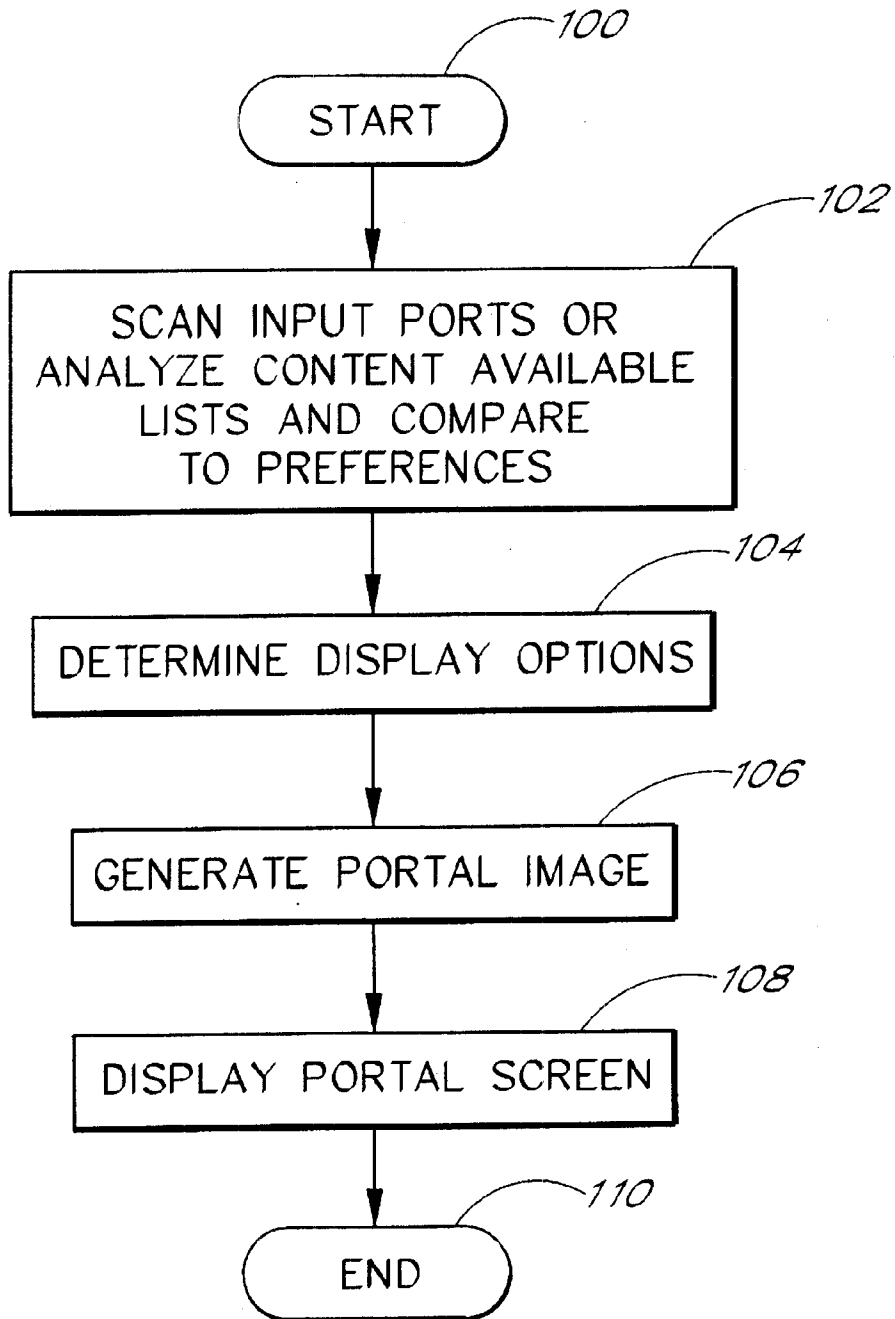 100
START
102
SCAN INPUT PORTS OR
ANALYZE CONTENT AVAILABLE
LISTS AND COMPARE
TO PREFERENCES
104
DETERMINE DISPLAY OPTIONS
106
GENERATE PORTAL IMAGE
108
DISPLAY PORTAL SCREEN
110
END